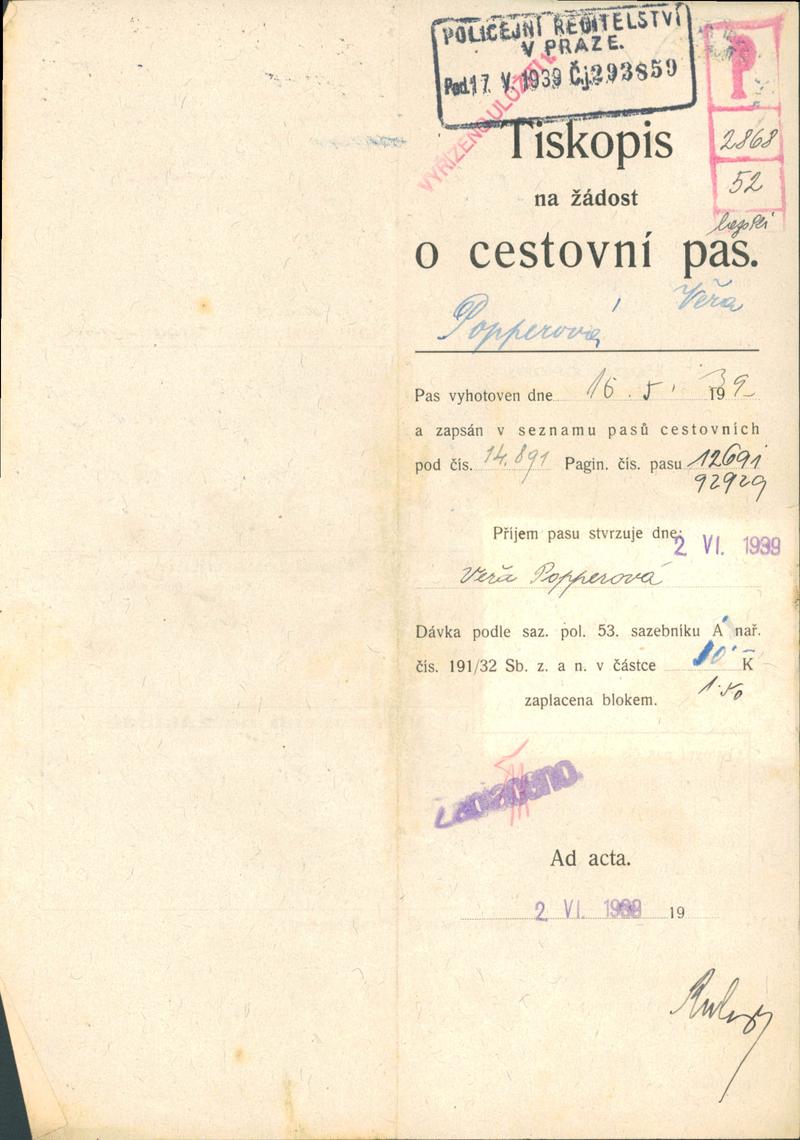 POLICEJNÍ ŘEDITELSTVÍ
V PRAZE.
Pod. 17. V. 1939 Čj. 293859
VYŘÍZENO ULOŽITI
P
2868
52
Tiskopis
na žádost
o cestovní pas.
Popperová Věra
Pas vyhotoven dne 16. 5. 1939
a zapsán v seznamu pasů cestovních
pod čís. 14.891 Pagin. čís. pasu 12691
92929
Příjem pasu stvrzuje dne: 2 VI. 1939
Věra Popperová
Dávka podle saz. pol. 53. sazebníku A nař.
čís. 191/32 Sb. z. a n. v částce 10·– K
1·50
zaplacena blokem.
Zaplaceno.
Ad acta.
2 VI. 1939 19